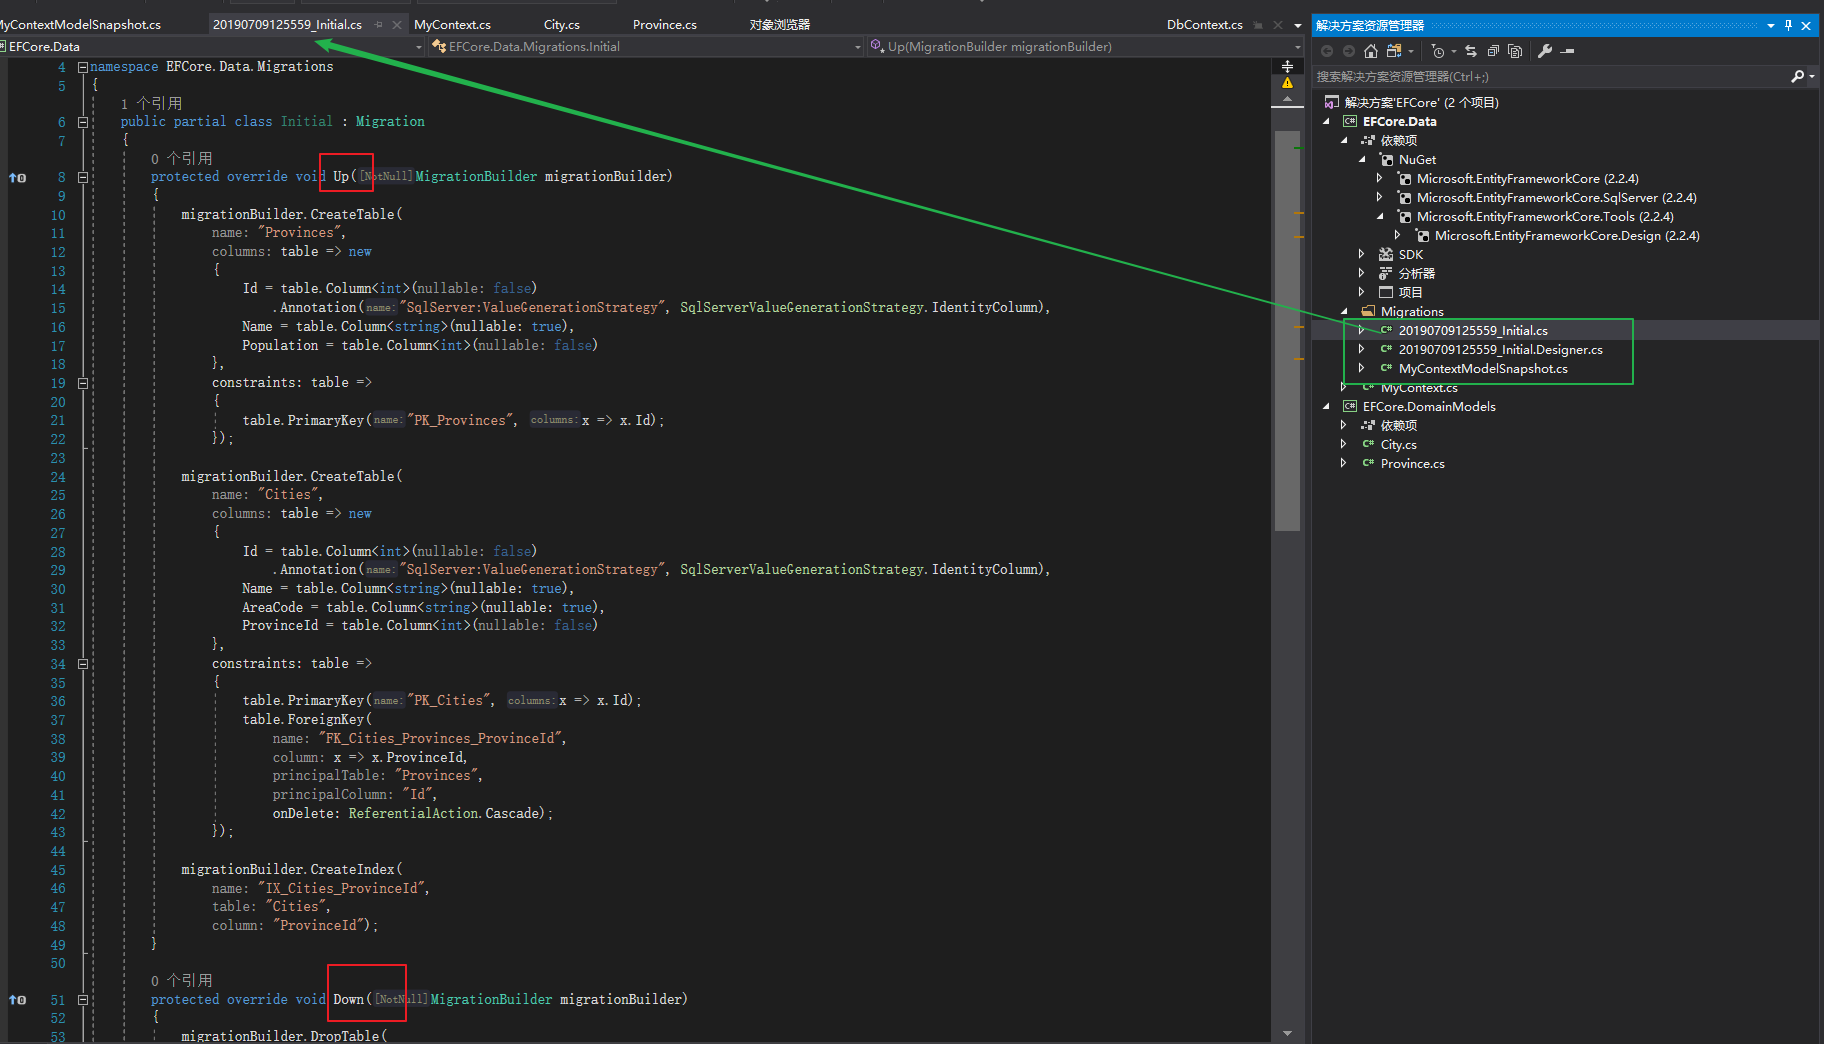 MyContextModelSnapshot.cs
20190709125559_Initial.cs
MyContext.cs
City.cs
Province.cs
对象浏览器
DbContext.cs
EFCore.Data
EFCore.Data.Migrations.Initial
Up(MigrationBuilder migrationBuilder)
4 namespace EFCore.Data.Migrations
5 {
1 个引用
6 public partial class Initial : Migration
7 {
0 个引用
8 protected override void Up([NotNull]MigrationBuilder migrationBuilder)
9 {
10 migrationBuilder.CreateTable(
11 name: "Provinces",
12 columns: table => new
13 {
14 Id = table.Column<int>(nullable: false)
15 .Annotation(name:"SqlServer:ValueGenerationStrategy", SqlServerValueGenerationStrategy.IdentityColumn),
16 Name = table.Column<string>(nullable: true),
17 Population = table.Column<int>(nullable: false)
18 },
19 constraints: table =>
20 {
21 table.PrimaryKey(name:"PK_Provinces", columns:x => x.Id);
22 });
23
24 migrationBuilder.CreateTable(
25 name: "Cities",
26 columns: table => new
27 {
28 Id = table.Column<int>(nullable: false)
29 .Annotation(name:"SqlServer:ValueGenerationStrategy", SqlServerValueGenerationStrategy.IdentityColumn),
30 Name = table.Column<string>(nullable: true),
31 AreaCode = table.Column<string>(nullable: true),
32 ProvinceId = table.Column<int>(nullable: false)
33 },
34 constraints: table =>
35 {
36 table.PrimaryKey(name:"PK_Cities", columns:x => x.Id);
37 table.ForeignKey(
38 name: "FK_Cities_Provinces_ProvinceId",
39 column: x => x.ProvinceId,
40 principalTable: "Provinces",
41 principalColumn: "Id",
42 onDelete: ReferentialAction.Cascade);
43 });
44
45 migrationBuilder.CreateIndex(
46 name: "IX_Cities_ProvinceId",
47 table: "Cities",
48 column: "ProvinceId");
49 }
50
0 个引用
51 protected override void Down([NotNull]MigrationBuilder migrationBuilder)
52 {
53 migrationBuilder.DropTable(
解决方案资源管理器
搜索解决方案资源管理器(Ctrl+;)
解决方案'EFCore' (2 个项目)
EFCore.Data
依赖项
NuGet
Microsoft.EntityFrameworkCore (2.2.4)
Microsoft.EntityFrameworkCore.SqlServer (2.2.4)
Microsoft.EntityFrameworkCore.Tools (2.2.4)
Microsoft.EntityFrameworkCore.Design (2.2.4)
SDK
分析器
项目
Migrations
C# 20190709125559_Initial.cs
C# 20190709125559_Initial.Designer.cs
C# MyContextModelSnapshot.cs
C# MyContext.cs
C# EFCore.DomainModels
依赖项
C# City.cs
C# Province.cs